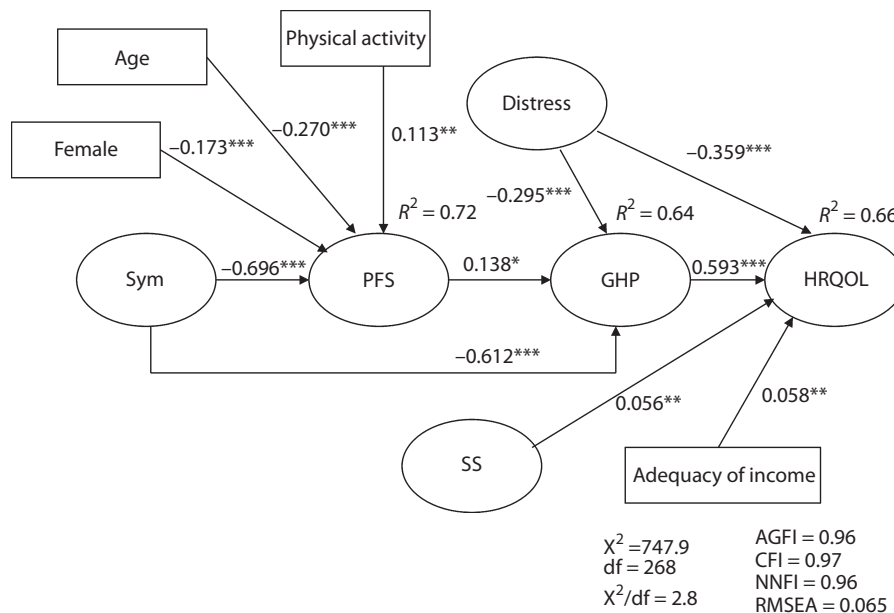 Physical activity
Age
Distress
Female
–0.173***
–0.270***
0.113**
–0.359***
–0.295***
R² = 0.72
R² = 0.64
R² = 0.66
Sym
–0.696***
PFS
0.138*
GHP
0.593***
HRQOL
–0.612***
0.056**
0.058**
SS
Adequacy of income
X² =747.9
df = 268
X²/df = 2.8
AGFI = 0.96
CFI = 0.97
NNFI = 0.96
RMSEA = 0.065